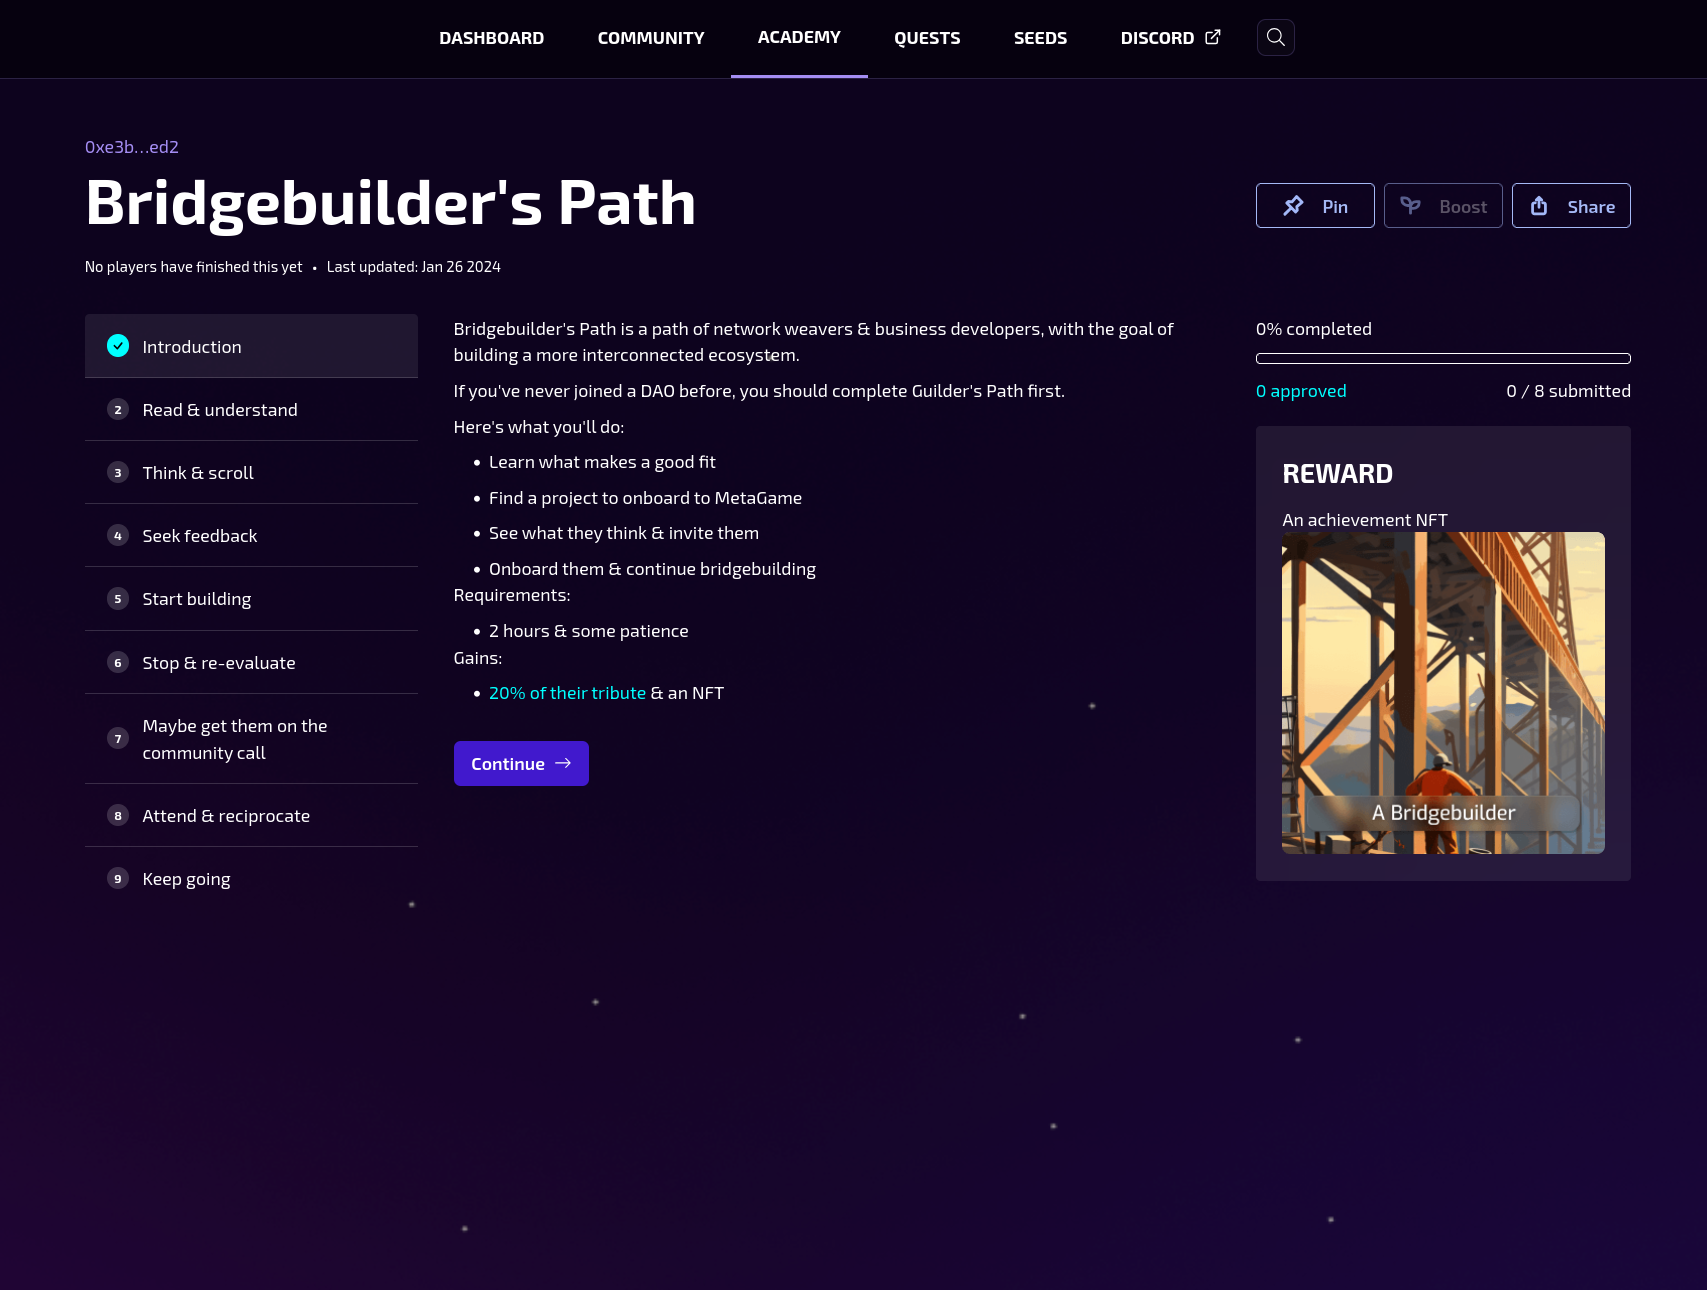 DASHBOARD COMMUNITY ACADEMY QUESTS SEEDS DISCORD
0xe3b...ed2
Bridgebuilder's Path
Pin Boost Share
No players have finished this yet • Last updated: Jan 26 2024
Introduction
2 Read & understand
3 Think & scroll
4 Seek feedback
5 Start building
6 Stop & re-evaluate
7 Maybe get them on the
community call
8 Attend & reciprocate
9 Keep going
Bridgebuilder's Path is a path of network weavers & business developers, with the goal of
building a more interconnected ecosystem.
If you've never joined a DAO before, you should complete Guilder's Path first.
Here's what you'll do:
• Learn what makes a good fit
• Find a project to onboard to MetaGame
• See what they think & invite them
• Onboard them & continue bridgebuilding
Requirements:
• 2 hours & some patience
Gains:
• 20% of their tribute & an NFT
Continue →
0% completed
0 approved 0 / 8 submitted
REWARD
An achievement NFT
A Bridgebuilder